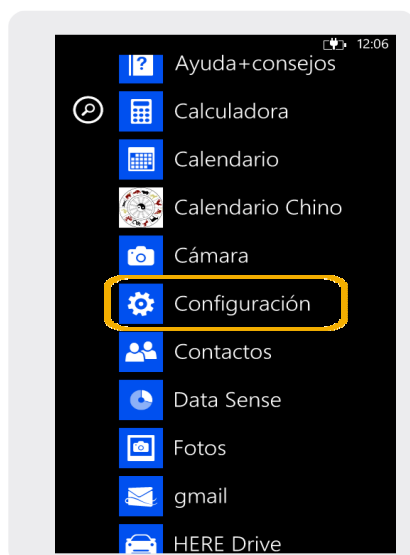 12:06
Ayuda+consejos
Calculadora
Calendario
Calendario Chino
Cámara
Configuración
Contactos
Data Sense
Fotos
gmail
HERE Drive